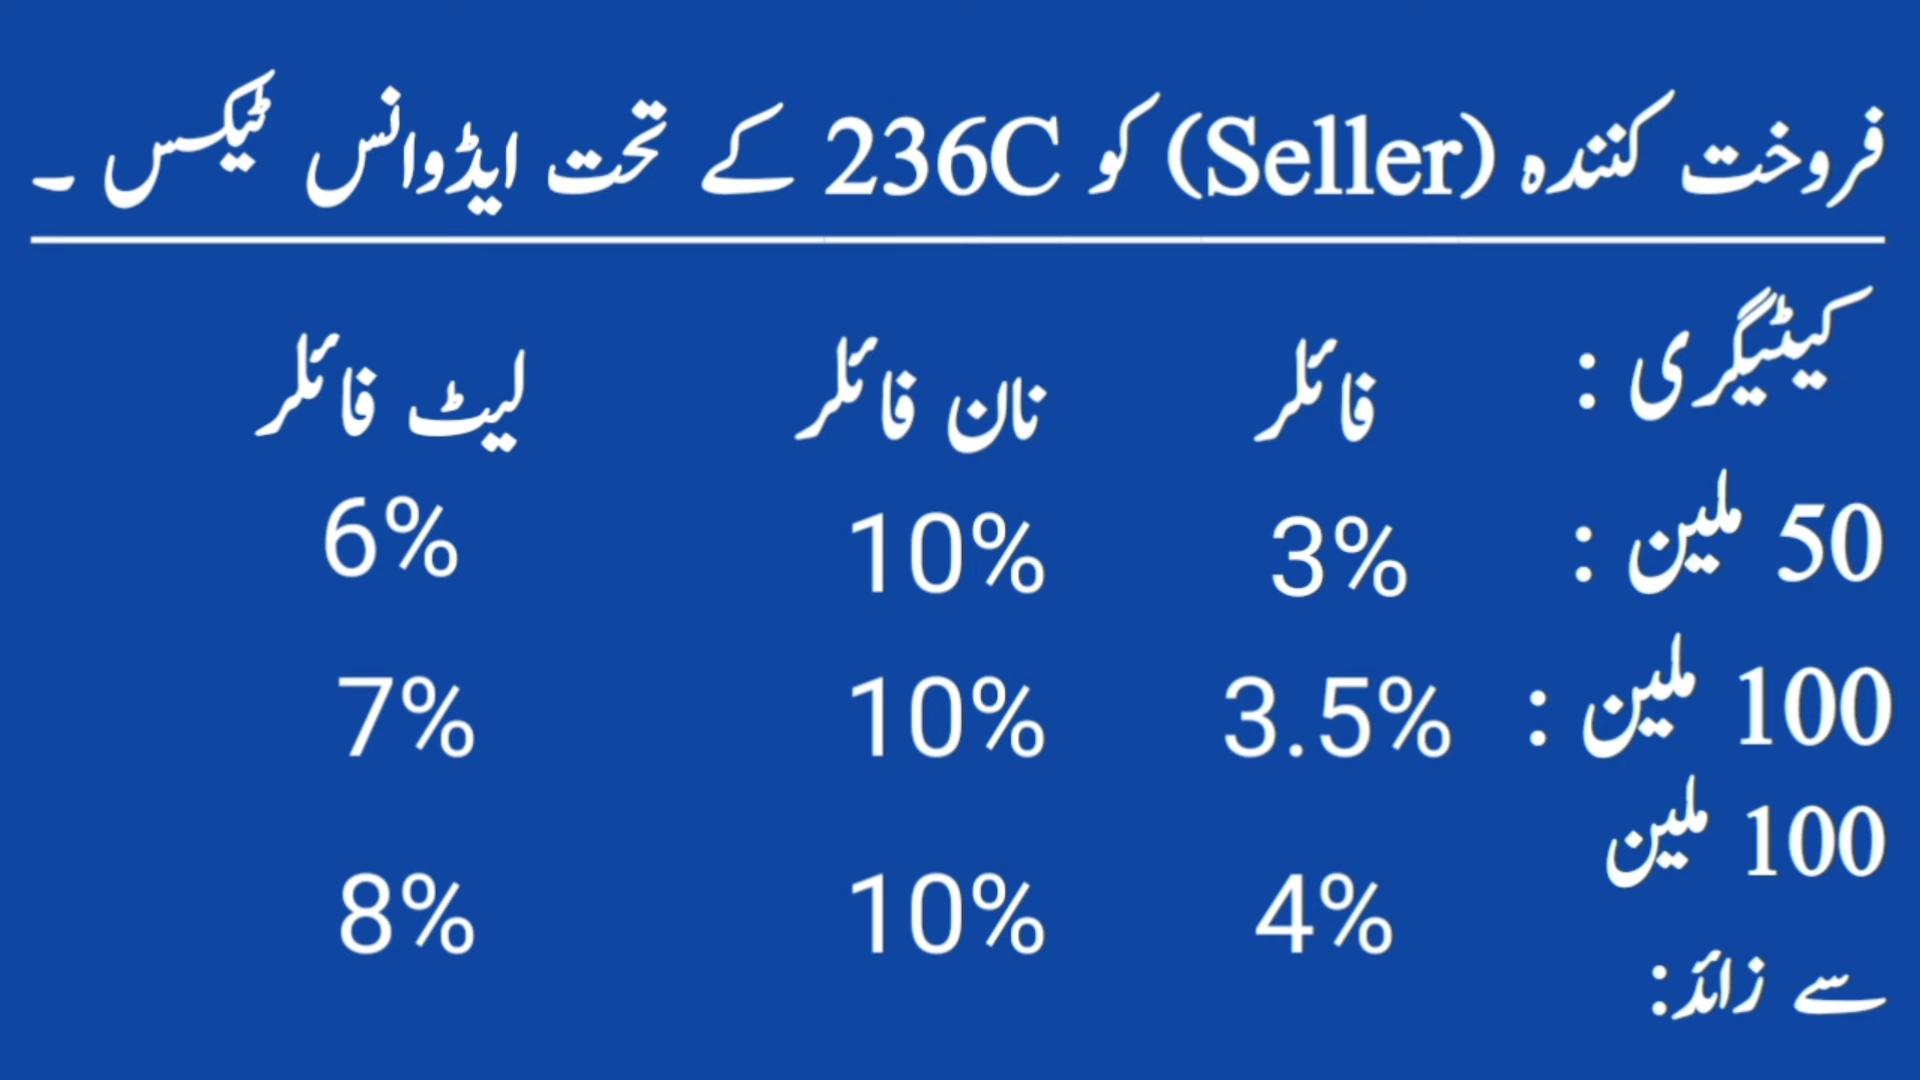 فروخت کنندہ (Seller) کو 236C کے تحت ایڈوانس ٹیکس ۔
کیٹیگری : فائلر نان فائلر لیٹ فائلر
50 ملین : 3% 10% 6%
100 ملین : 3.5% 10% 7%
100 ملین
4% 10% 8%
سے زائد: